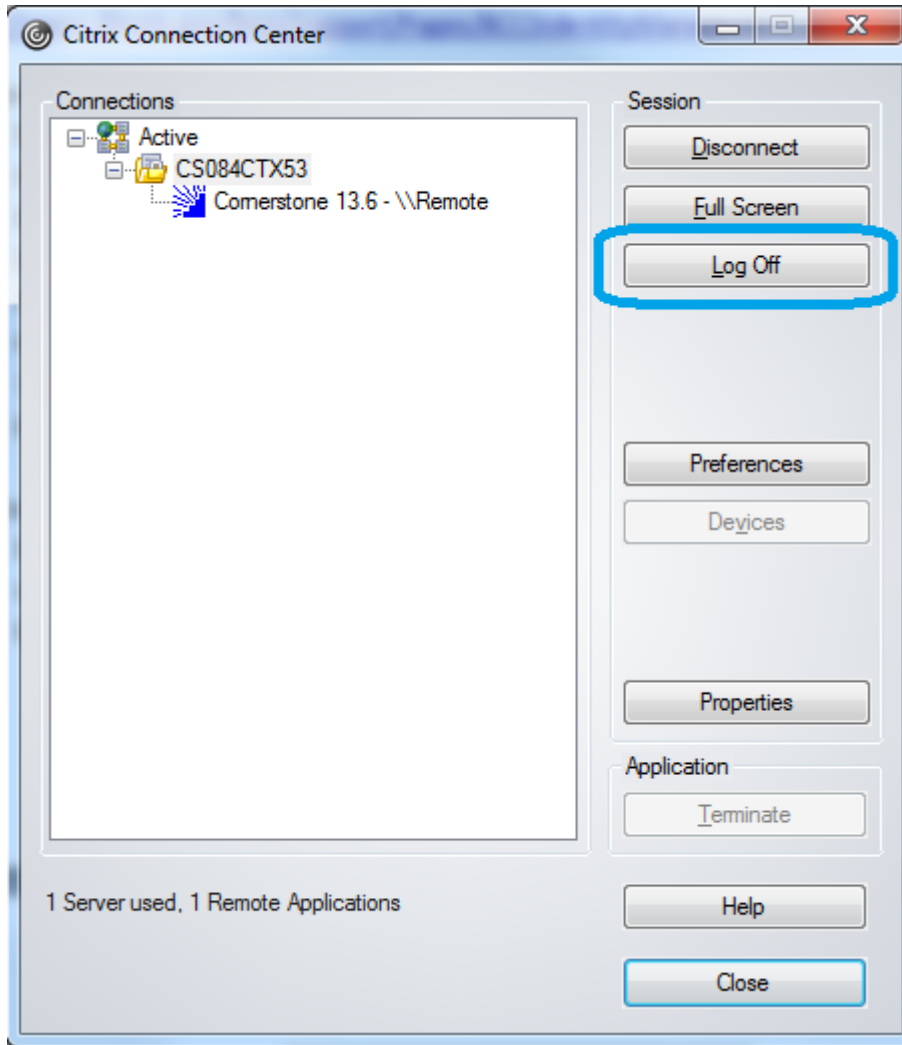 Citrix Connection Center
Connections
Active
CS084CTX53
Cornerstone 13.6 - \\Remote
Session
Disconnect
Full Screen
Log Off
Preferences
Devices
Properties
Application
Terminate
1 Server used, 1 Remote Applications
Help
Close